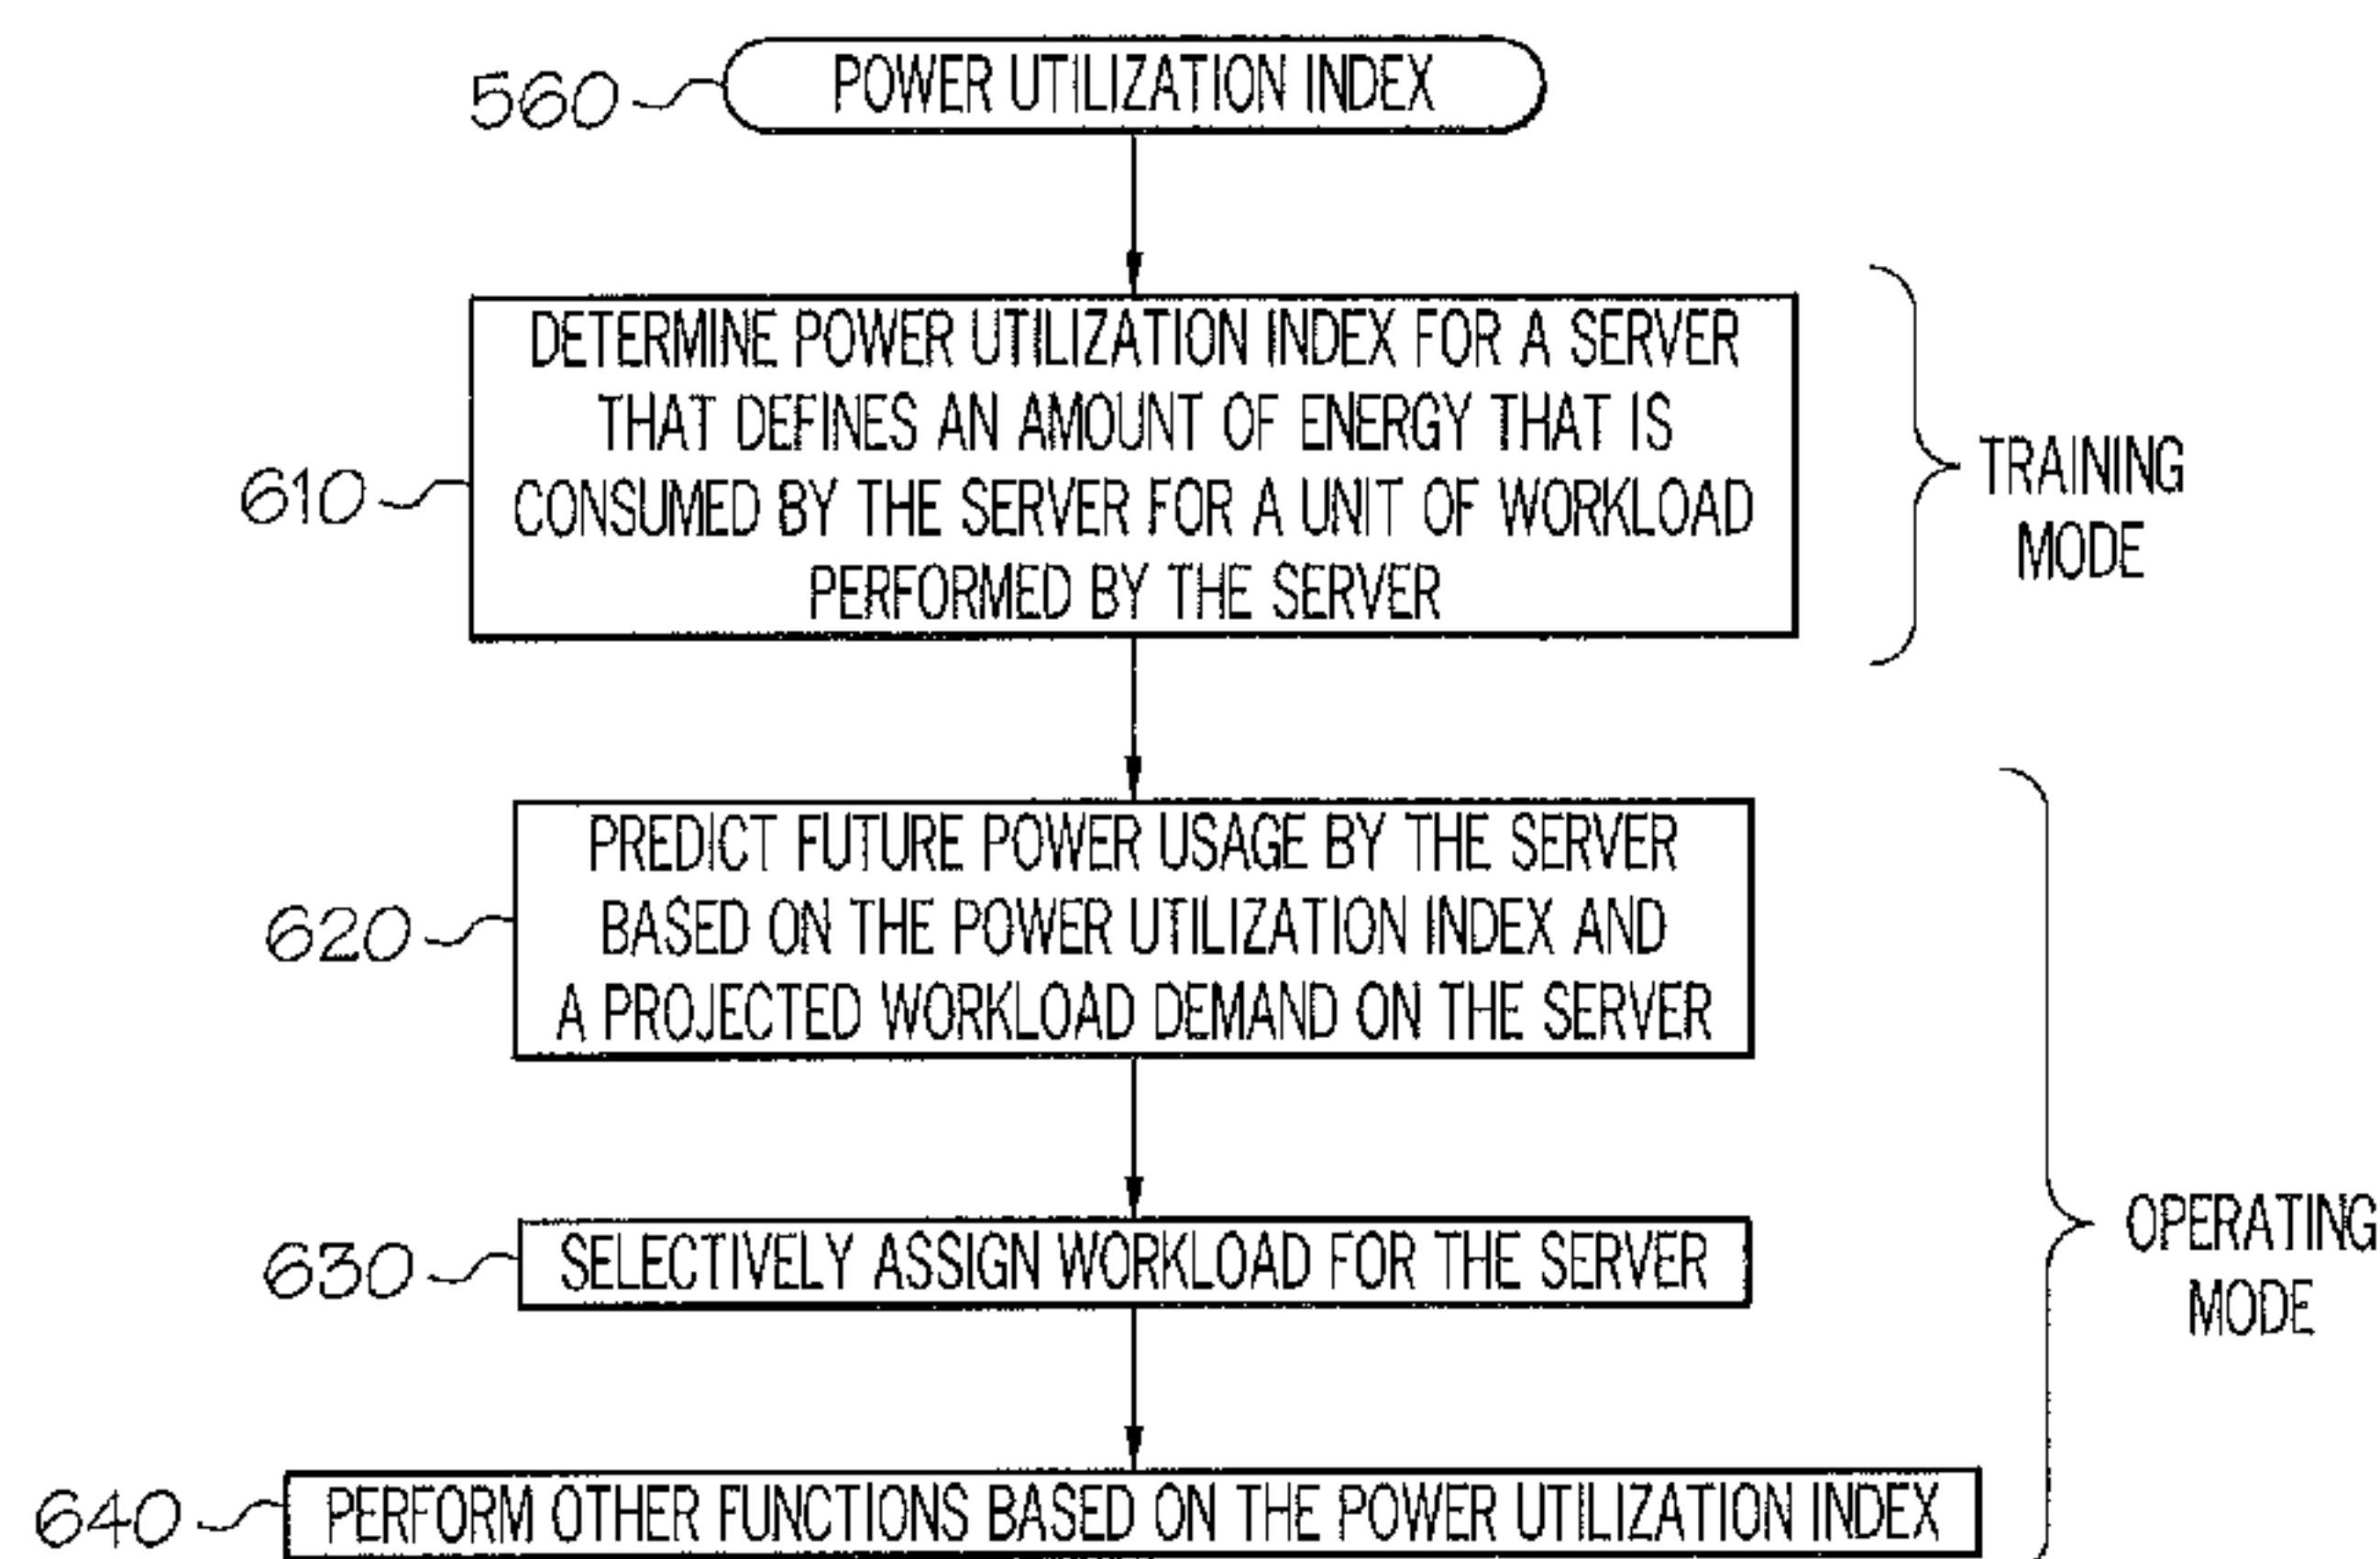 560
POWER UTILIZATION INDEX
DETERMINE POWER UTILIZATION INDEX FOR A SERVER
THAT DEFINES AN AMOUNT OF ENERGY THAT IS
CONSUMED BY THE SERVER FOR A UNIT OF WORKLOAD
PERFORMED BY THE SERVER
610
TRAINING
MODE
PREDICT FUTURE POWER USAGE BY THE SERVER
BASED ON THE POWER UTILIZATION INDEX AND
A PROJECTED WORKLOAD DEMAND ON THE SERVER
620
630
SELECTIVELY ASSIGN WORKLOAD FOR THE SERVER
OPERATING
MODE
640
PERFORM OTHER FUNCTIONS BASED ON THE POWER UTILIZATION INDEX